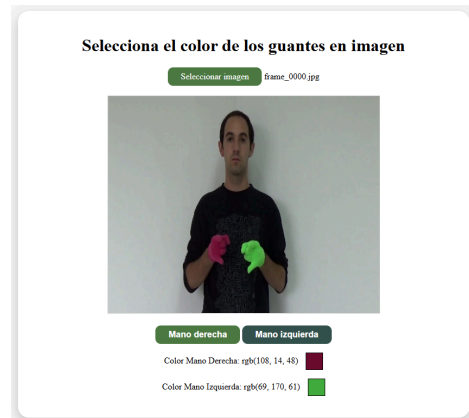 Selecciona el color de los guantes en imagen
Seleccionar imagen frame_0000.jpg
Mano derecha Mano izquierda
Color Mano Derecha: rgb(108, 14, 48)
Color Mano Izquierda: rgb(69, 170, 61)